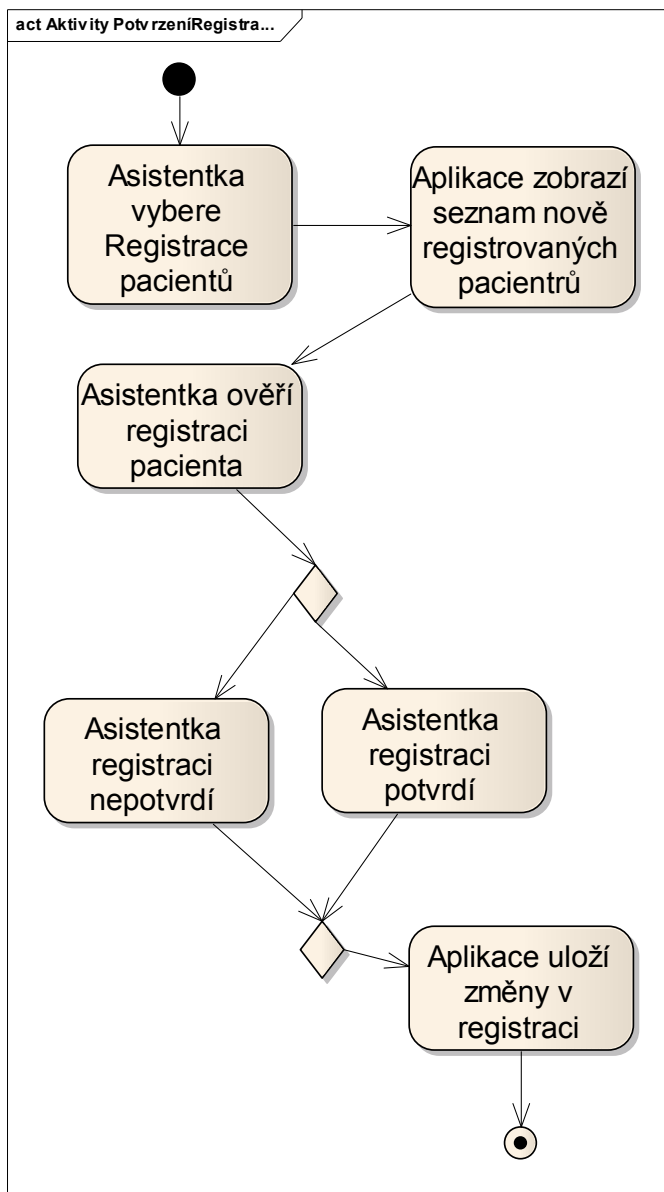 act Aktivity PotvrzeníRegistra...
Asistentka
vybere
Registrace
pacientů
Aplikace zobrazí
seznam nově
registrovaných
pacientrů
Asistentka ověří
registraci
pacienta
Asistentka
registraci
nepotvrdí
Asistentka
registraci
potvrdí
Aplikace uloží
změny v
registraci